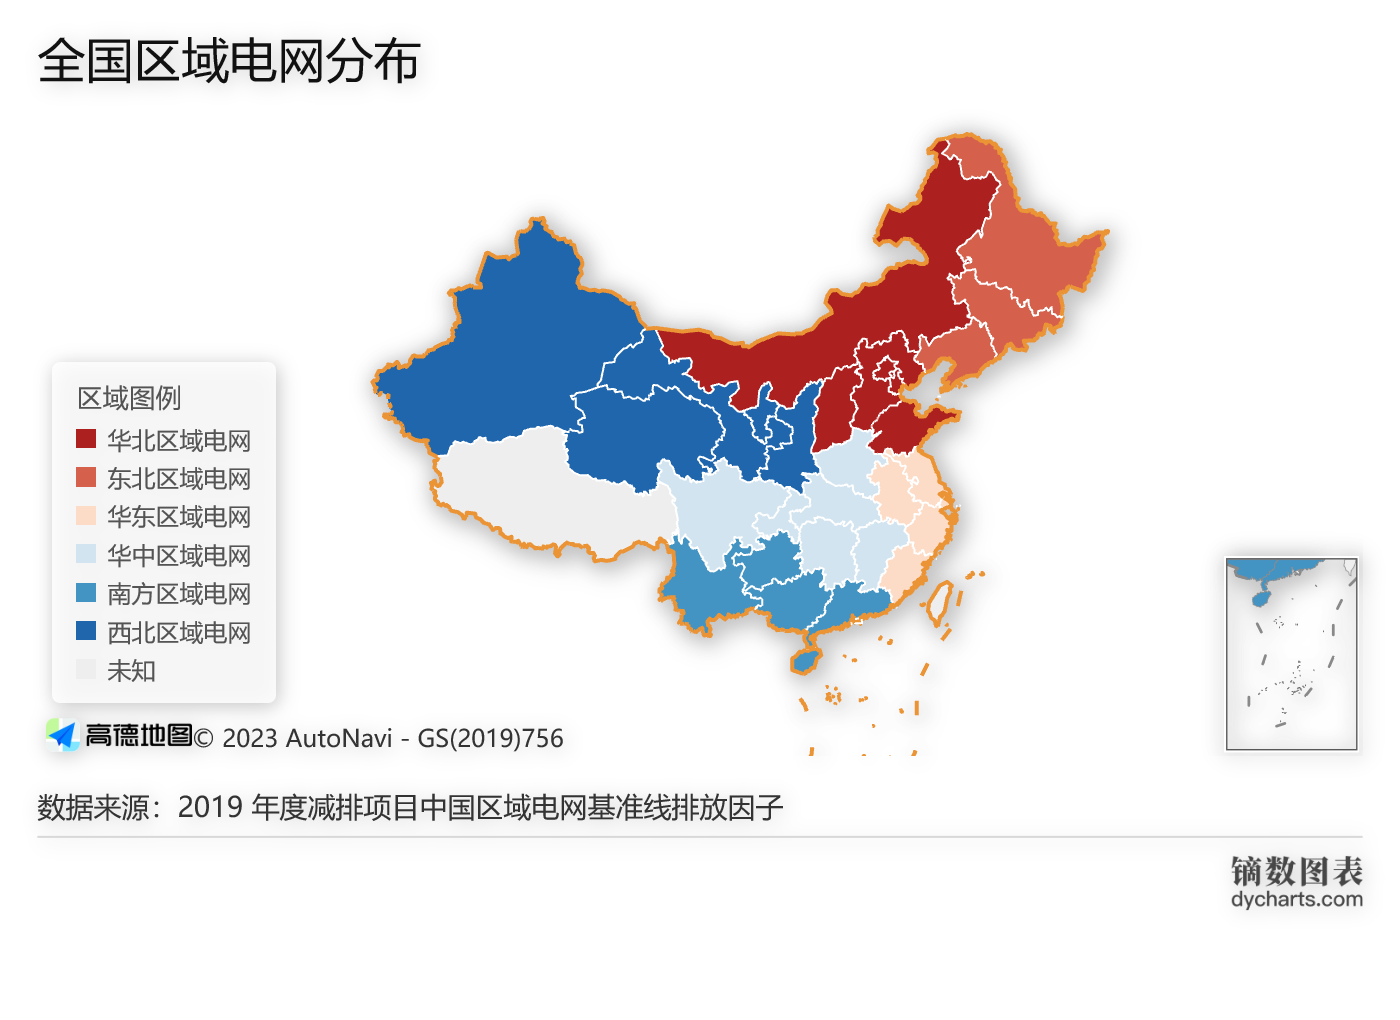 全国区域电网分布
区域图例
华北区域电网
东北区域电网
华东区域电网
华中区域电网
南方区域电网
西北区域电网
未知
高德地图© 2023 AutoNavi - GS(2019)756
数据来源：2019 年度减排项目中国区域电网基准线排放因子
镝数图表
dycharts.com